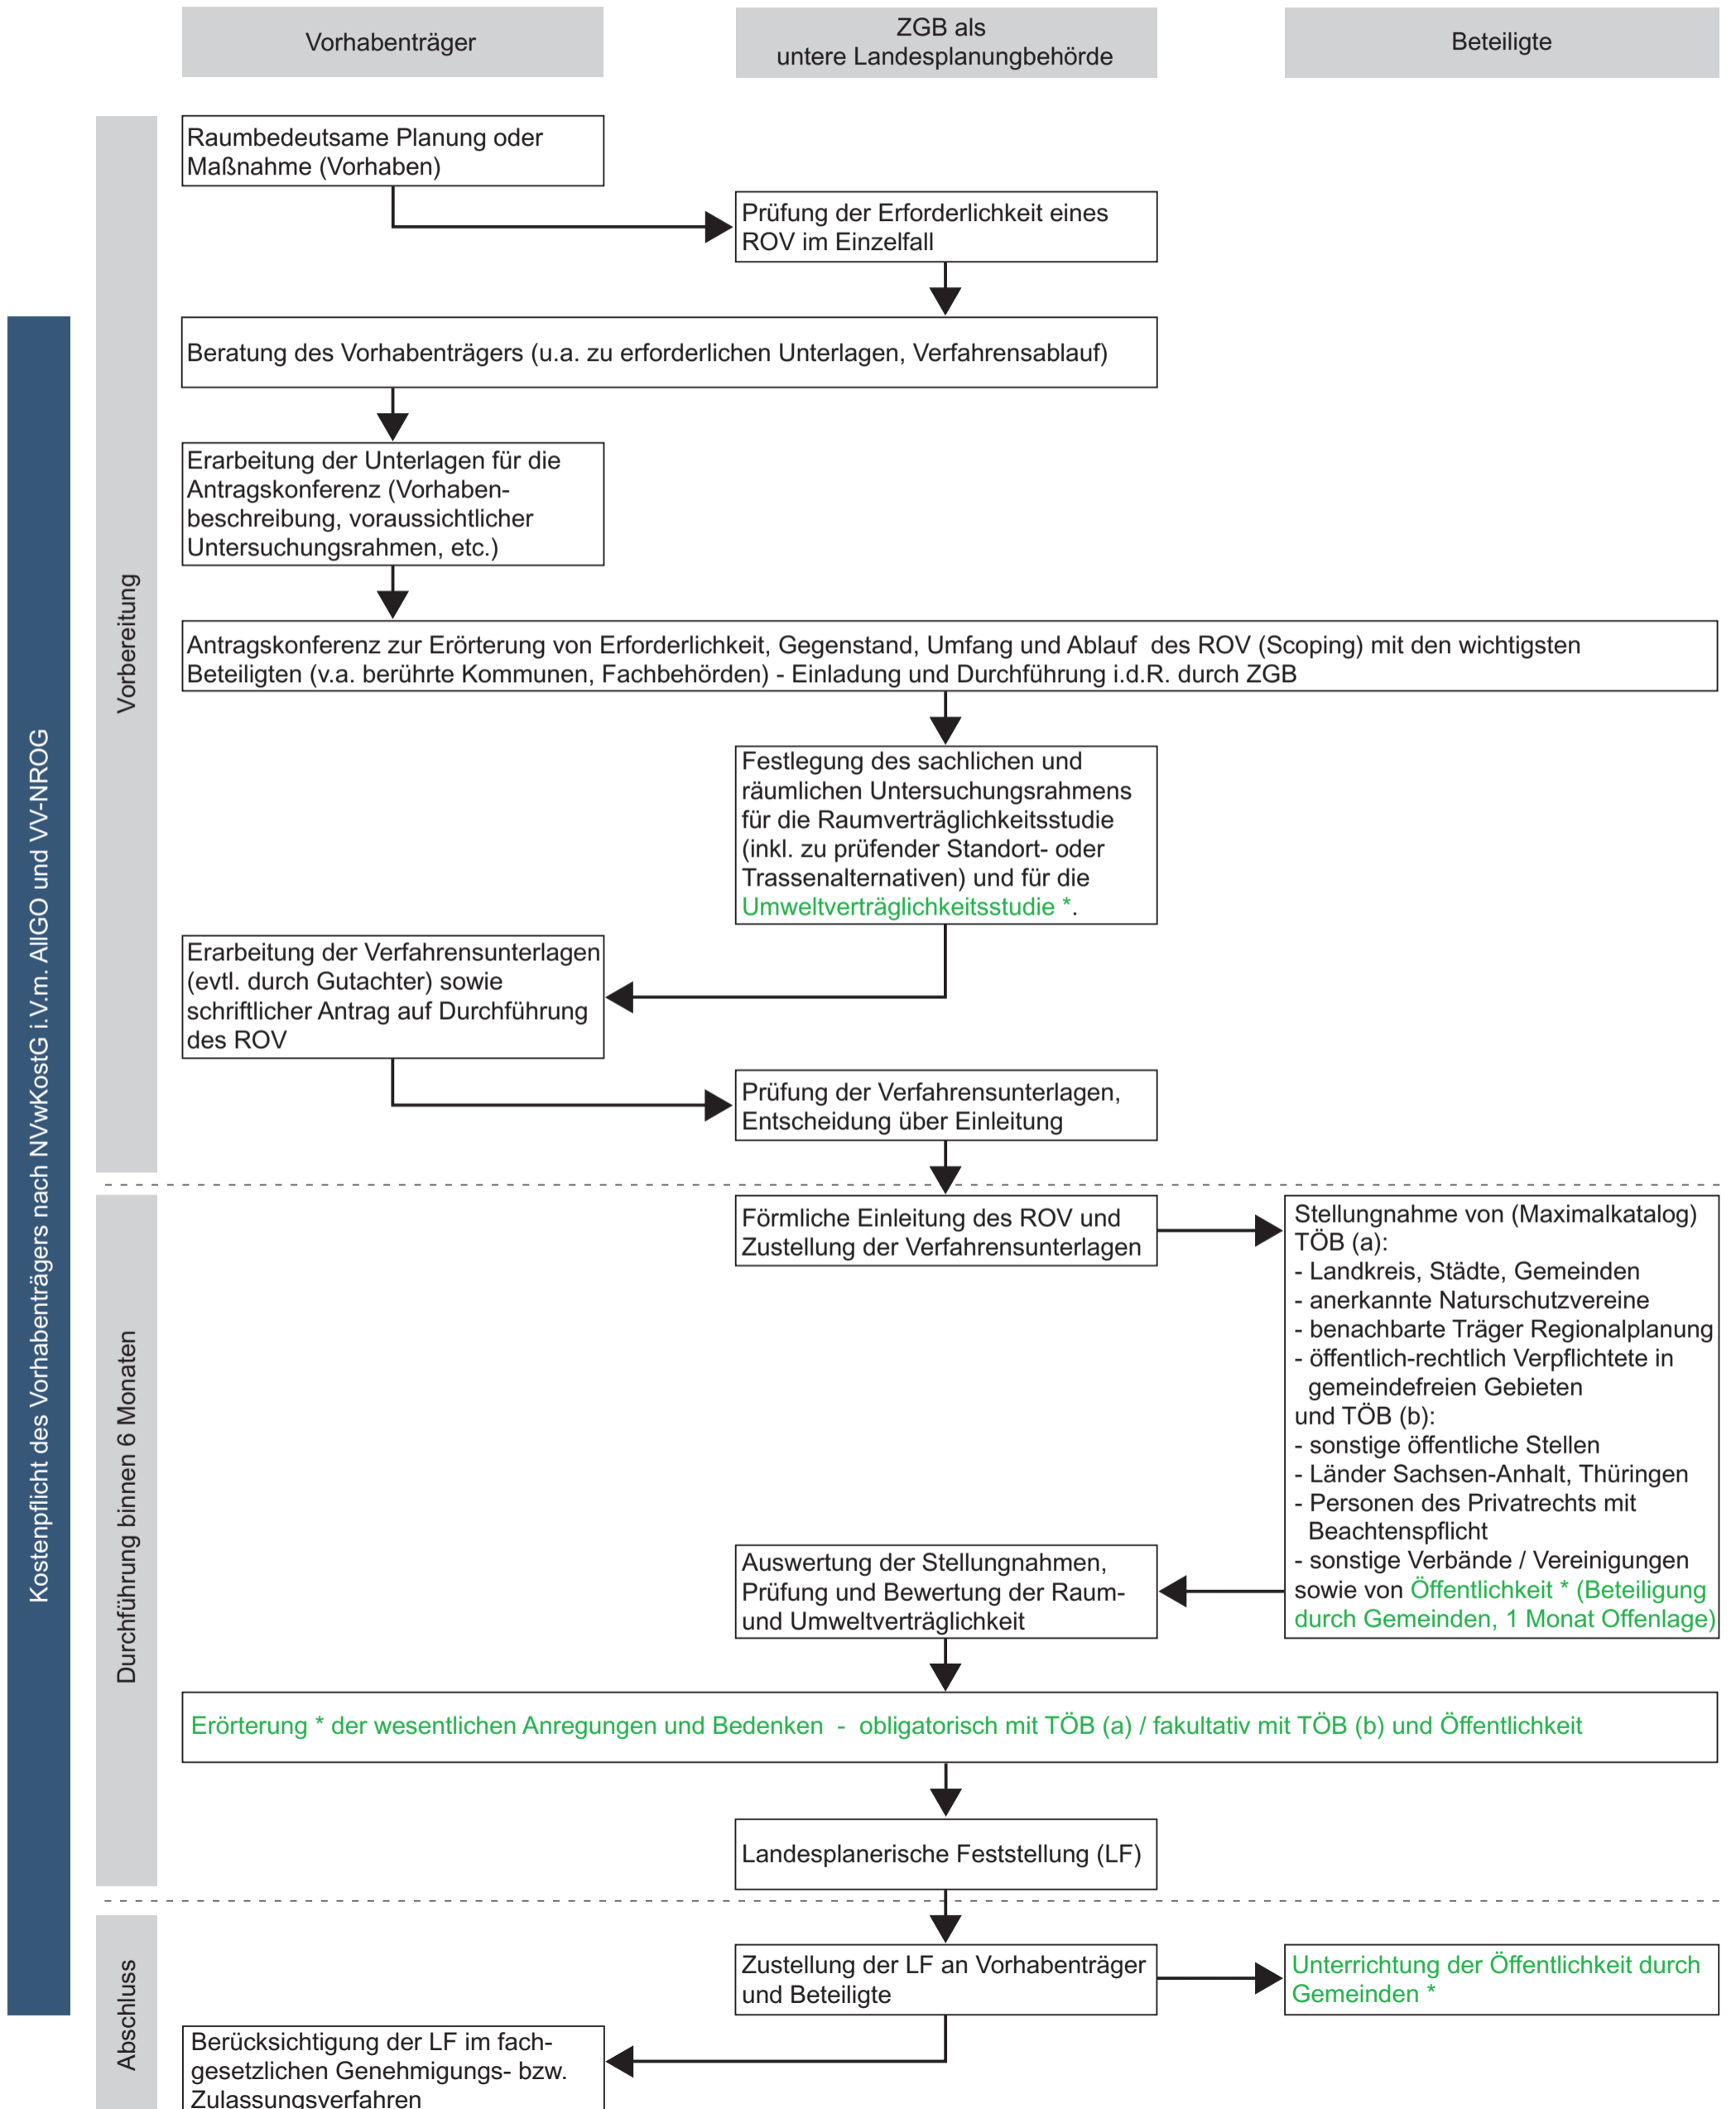 Vorhabenträger
ZGB als
untere Landesplanungbehörde
Beteiligte
Kostenpflicht des Vorhabenträgers nach NVwKostG i.V.m. AllGO und VV-NROG
Vorbereitung
Raumbedeutsame Planung oder
Maßnahme (Vorhaben)
Prüfung der Erforderlichkeit eines
ROV im Einzelfall
Beratung des Vorhabenträgers (u.a. zu erforderlichen Unterlagen, Verfahrensablauf)
Erarbeitung der Unterlagen für die
Antragskonferenz (Vorhaben-
beschreibung, voraussichtlicher
Untersuchungsrahmen, etc.)
Antragskonferenz zur Erörterung von Erforderlichkeit, Gegenstand, Umfang und Ablauf des ROV (Scoping) mit den wichtigsten
Beteiligten (v.a. berührte Kommunen, Fachbehörden) - Einladung und Durchführung i.d.R. durch ZGB
Festlegung des sachlichen und
räumlichen Untersuchungsrahmens
für die Raumverträglichkeitsstudie
(inkl. zu prüfender Standort- oder
Trassenalternativen) und für die
Umweltverträglichkeitsstudie *.
Erarbeitung der Verfahrensunterlagen
(evtl. durch Gutachter) sowie
schriftlicher Antrag auf Durchführung
des ROV
Prüfung der Verfahrensunterlagen,
Entscheidung über Einleitung
Durchführung binnen 6 Monaten
Förmliche Einleitung des ROV und
Zustellung der Verfahrensunterlagen
Stellungnahme von (Maximalkatalog)
TÖB (a):
- Landkreis, Städte, Gemeinden
- anerkannte Naturschutzvereine
- benachbarte Träger Regionalplanung
- öffentlich-rechtlich Verpflichtete in
gemeindefreien Gebieten
und TÖB (b):
- sonstige öffentliche Stellen
- Länder Sachsen-Anhalt, Thüringen
- Personen des Privatrechts mit
Beachtenspflicht
- sonstige Verbände / Vereinigungen
sowie von Öffentlichkeit * (Beteiligung
durch Gemeinden, 1 Monat Offenlage)
Auswertung der Stellungnahmen,
Prüfung und Bewertung der Raum-
und Umweltverträglichkeit
Erörterung * der wesentlichen Anregungen und Bedenken - obligatorisch mit TÖB (a) / fakultativ mit TÖB (b) und Öffentlichkeit
Landesplanerische Feststellung (LF)
Abschluss
Zustellung der LF an Vorhabenträger
und Beteiligte
Unterrichtung der Öffentlichkeit durch
Gemeinden *
Berücksichtigung der LF im fach-
gesetzlichen Genehmigungs- bzw.
Zulassungsverfahren